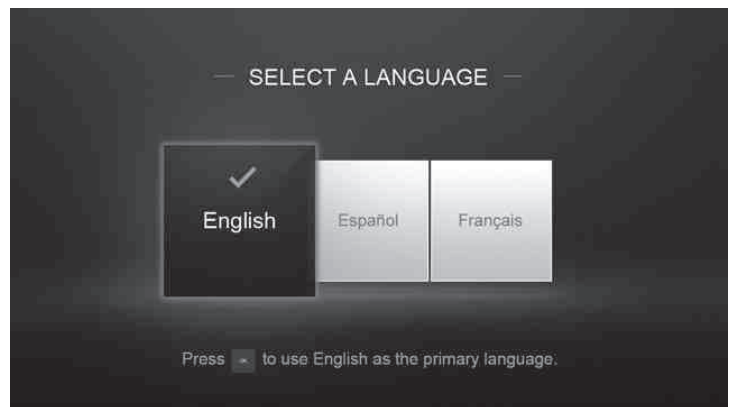 SELECT A LANGUAGE
English
Español
Français
Press to use English as the primary language.